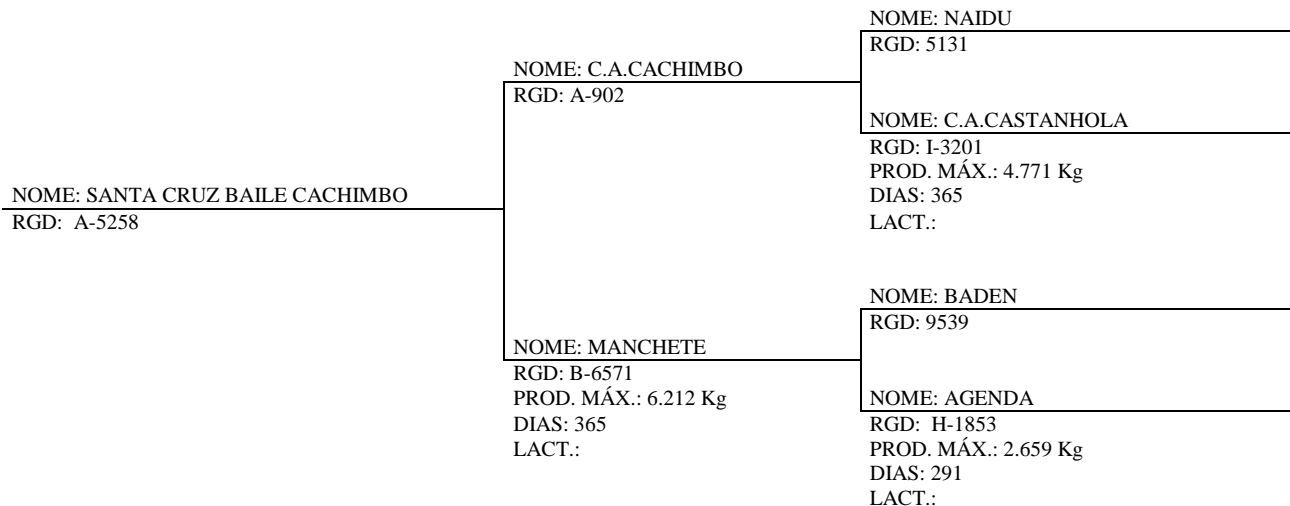 NOME: NAIDU
RGD: 5131
NOME: C.A.CACHIMBO
RGD: A-902
NOME: C.A.CASTANHOLA
RGD: I-3201
PROD. MÁX.: 4.771 Kg
DIAS: 365
LACT.:
NOME: SANTA CRUZ BAILE CACHIMBO
RGD: A-5258
NOME: BADEN
RGD: 9539
NOME: MANCHETE
RGD: B-6571
PROD. MÁX.: 6.212 Kg
DIAS: 365
LACT.:
NOME: AGENDA
RGD: H-1853
PROD. MÁX.: 2.659 Kg
DIAS: 291
LACT.: